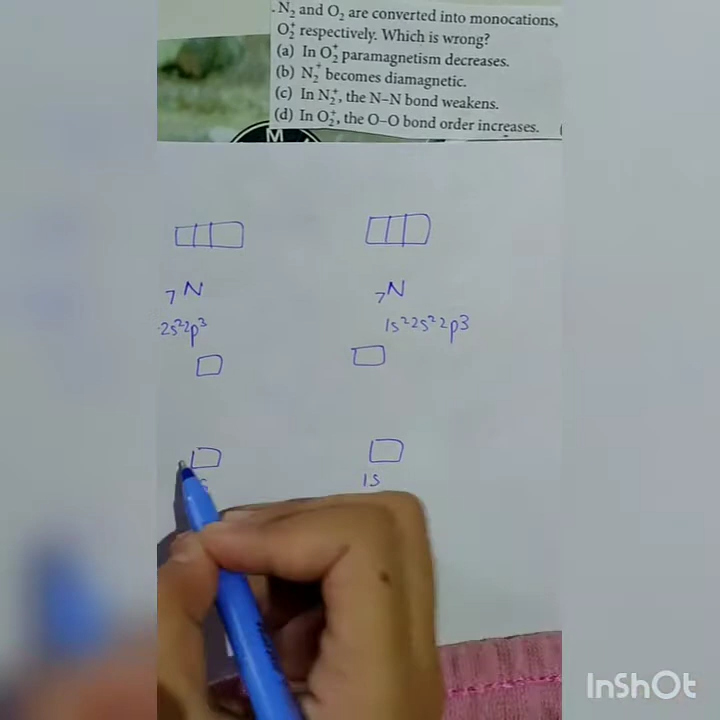 . N₂ and O₂ are converted into monocations,
O₂⁺ respectively. Which is wrong?
(a) In O₂⁺ paramagnetism decreases.
(b) N₂⁺ becomes diamagnetic.
(c) In N₂⁺, the N–N bond weakens.
(d) In O₂⁺, the O–O bond order increases.
M
₇N ₇N
2s²2p³ 1s²2s²2p3
s 1s
InShOt